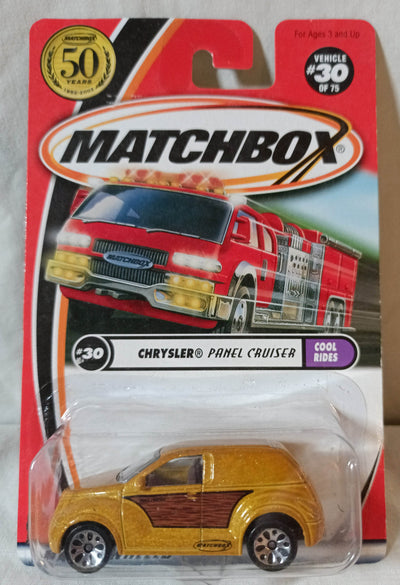 MATCHBOX
50
YEARS
1952-2002
For Ages 3 and Up
VEHICLE
#30
OF 75
MATCHBOX®
MATCHBOX
#30
CHRYSLER® PANEL CRUISER
COOL
RIDES
MATCHBOX